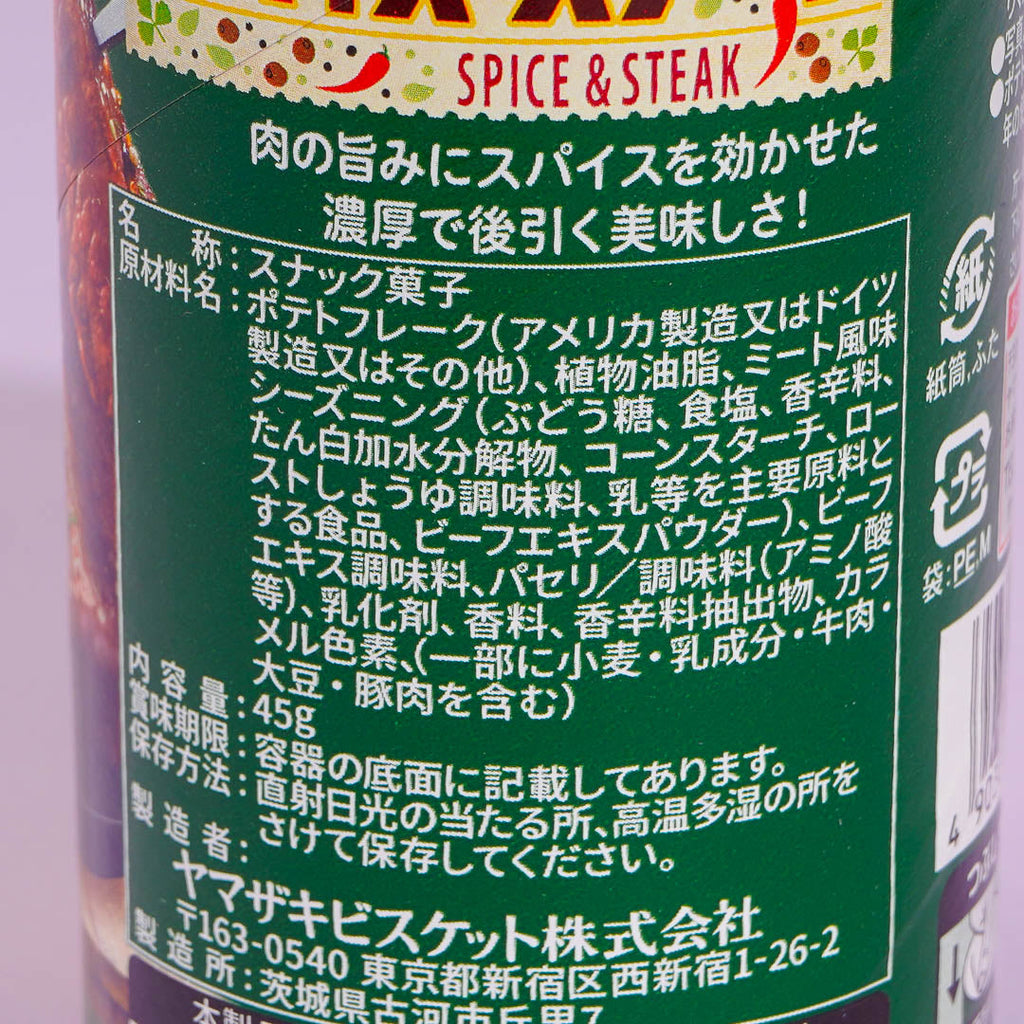 SPICE & STEAK
肉の旨みにスパイスを効かせた
濃厚で後引く美味しさ!
名称:スナック菓子
原材料名:ポテトフレーク(アメリカ製造又はドイツ
製造又はその他)、植物油脂、ミート風味
シーズニング(ぶどう糖、食塩、香辛料、
たん白加水分解物、コーンスターチ、ロー
ストしょうゆ調味料、乳等を主要原料と
する食品、ビーフエキスパウダー)、ビーフ
エキス調味料、パセリ/調味料(アミノ酸
等)、乳化剤、香料、香辛料抽出物、カラ
メル色素、(一部に小麦・乳成分・牛肉・
大豆・豚肉を含む)
内容量:45g
賞味期限:容器の底面に記載してあります。
保存方法:直射日光の当たる所、高温多湿の所を
さけて保存してください。
製造者:
ヤマザキビスケット株式会社
〒163-0540 東京都新宿区西新宿1-26-2
製造所:茨城県古河市丘里7
紙
紙筒,ふた
プラ
袋:PE,M